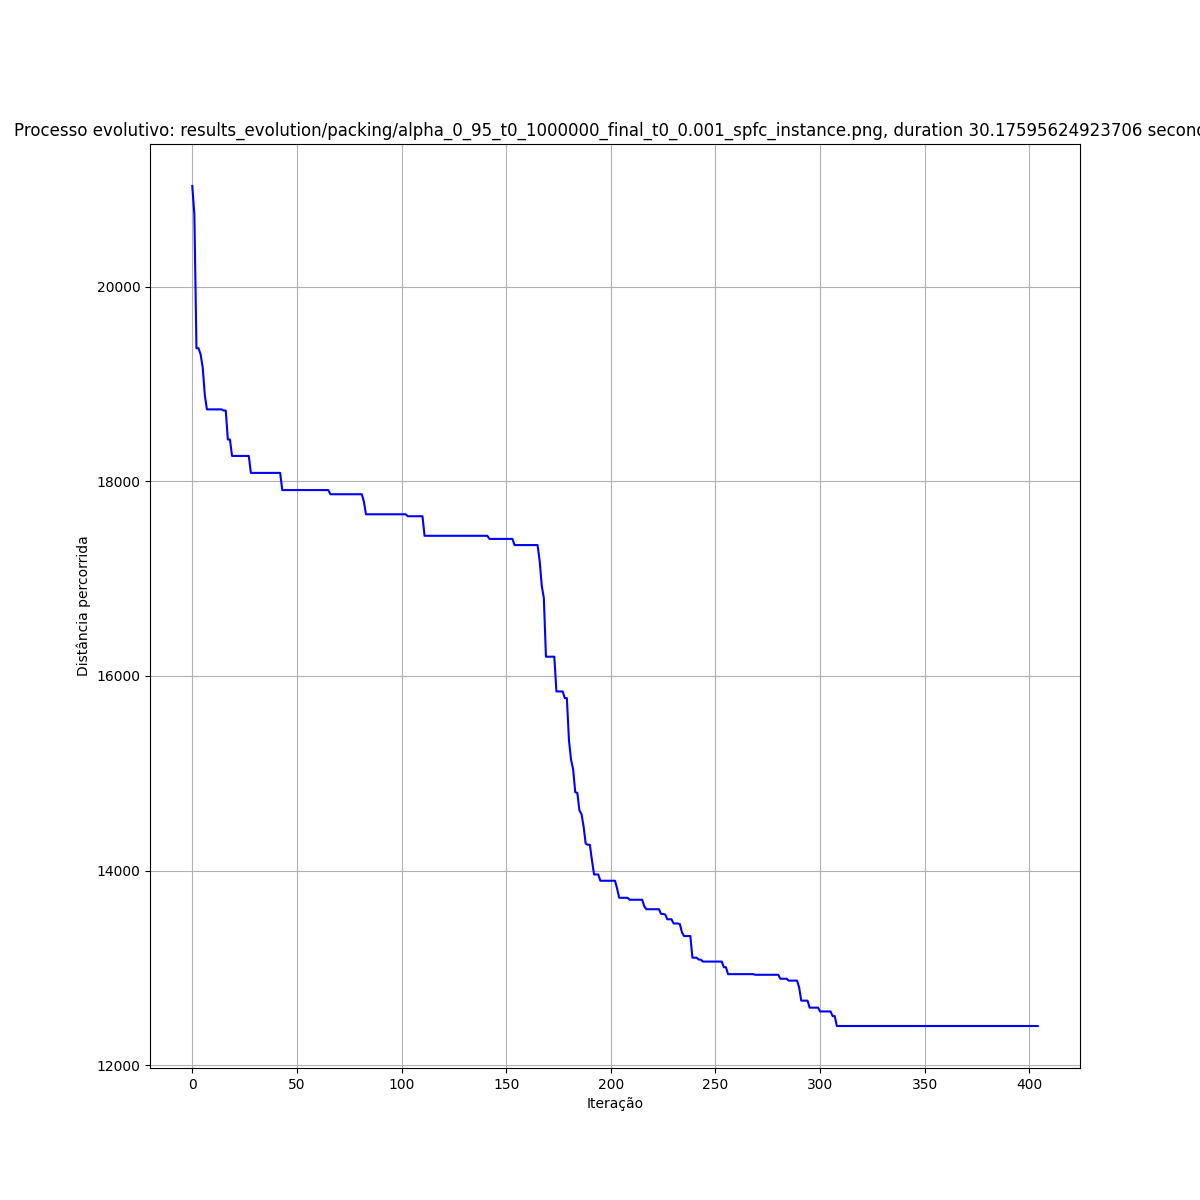 Processo evolutivo: results_evolution/packing/alpha_0_95_t0_1000000_final_t0_0.001_spfc_instance.png, duration 30.17595624923706 secon
20000
18000
16000
14000
12000
Distância percorrida
0 50 100 150 200 250 300 350 400
Iteração